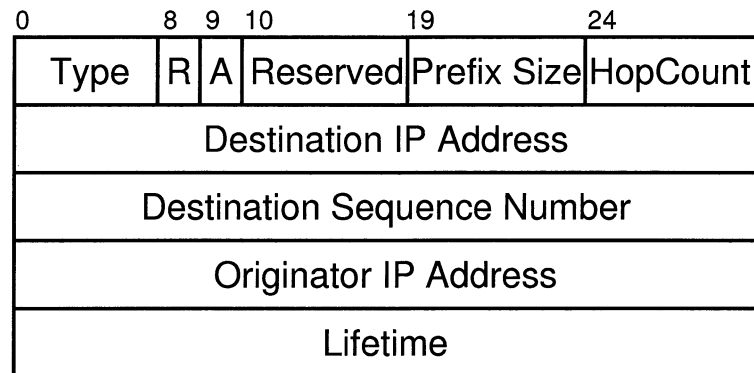 0 8 9 10 19 24
Type R A Reserved Prefix Size HopCount
Destination IP Address
Destination Sequence Number
Originator IP Address
Lifetime